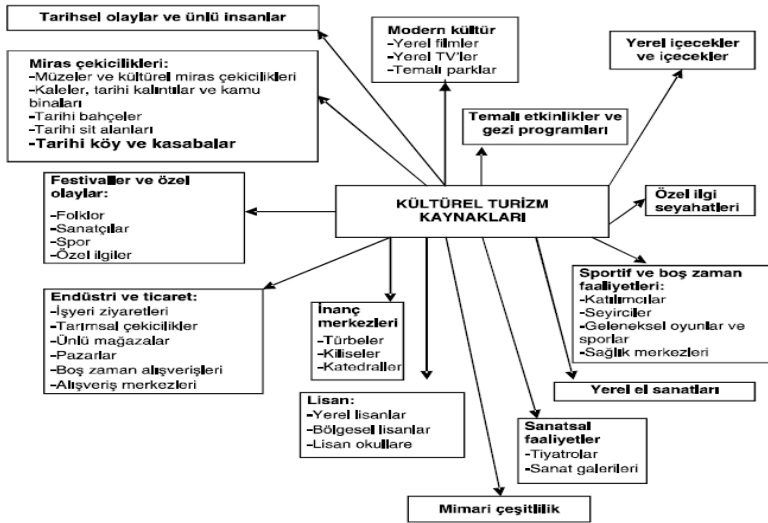 Tarihsel olaylar ve ünlü insanlar
Miras çekicilikleri:
-Müzeler ve kültürel miras çekicilikleri
-Kaleler, tarihi kalıntılar ve kamu
binaları
-Tarihi bahçeler
-Tarihi sit alanları
-Tarihi köy ve kasabalar
Modern kültür
-Yerel filmler
-Yerel TV'ler
-Temalı parklar
Yerel içecekler
ve içecekler
Temalı etkinlikler ve
gezi programları
Festivaller ve özel
olaylar:
-Folklor
-Sanatçılar
-Spor
-Özel ilgiler
KÜLTÜREL TURİZM
KAYNAKLARI
Özel ilgi
seyahatleri
Endüstri ve ticaret:
-İşyeri ziyaretleri
-Tarımsal çekicilikler
-Ünlü mağazalar
-Pazarlar
-Boş zaman alışverişleri
-Alışveriş merkezleri
İnanç
merkezleri
-Türbeler
-Kiliseler
-Katedraller
Sportif ve boş zaman
faaliyetleri:
-Katılımcılar
-Seyirciler
-Geleneksel oyunlar ve
sporlar
-Sağlık merkezleri
Yerel el sanatları
Lisan:
-Yerel lisanlar
-Bölgesel lisanlar
-Lisan okullare
Sanatsal
faaliyetler
-Tiyatrolar
-Sanat galerileri
Mimari çeşitlilik